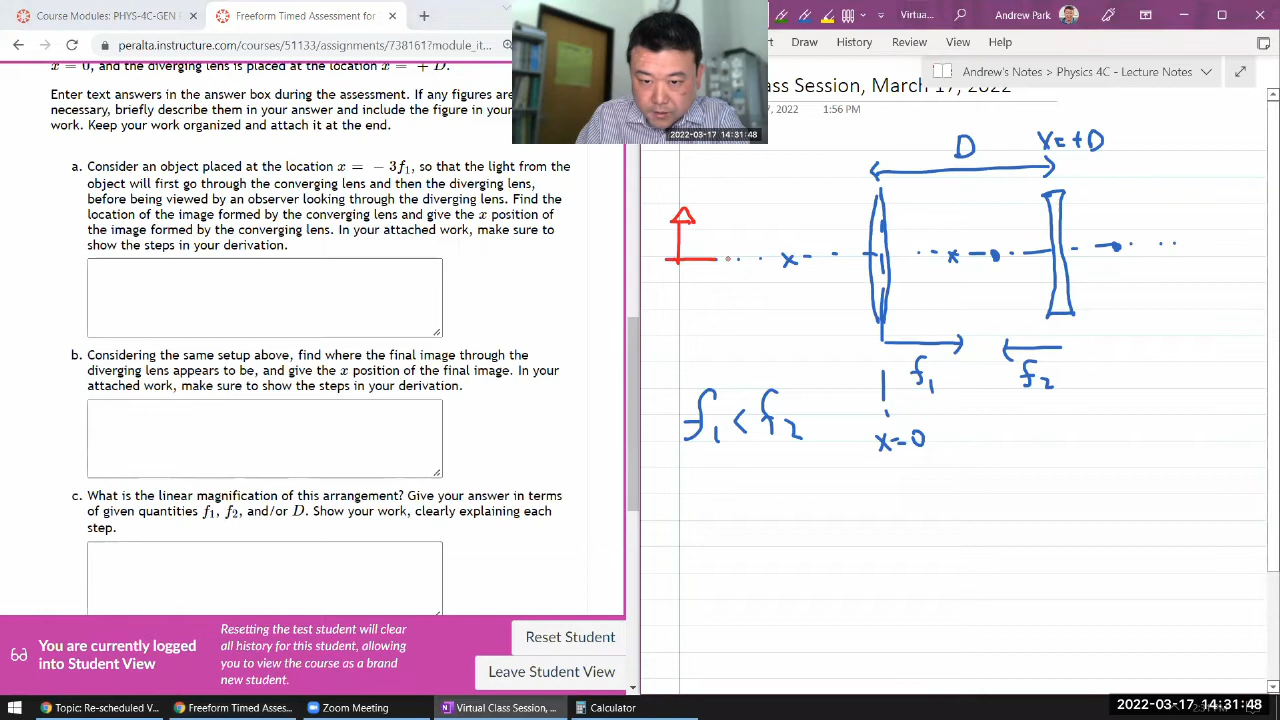 Course Modules: PHYS-4C-GEN
Freeform Timed Assessment for
peralta.instructure.com/courses/51133/assignments/738161?module_it...
x = 0, and the diverging lens is placed at the location x = + D.
Enter text answers in the answer box during the assessment. If any figures are
necessary, briefly describe them in your answer and include the figure in your
work. Keep your work organized and attach it at the end.
a. Consider an object placed at the location x = − 3f₁, so that the light from the
object will first go through the converging lens and then the diverging lens,
before being viewed by an observer looking through the diverging lens. Find the
location of the image formed by the converging lens and give the x position of
the image formed by the converging lens. In your attached work, make sure to
show the steps in your derivation.
b. Considering the same setup above, find where the final image through the
diverging lens appears to be, and give the x position of the final image. In your
attached work, make sure to show the steps in your derivation.
c. What is the linear magnification of this arrangement? Give your answer in terms
of given quantities f₁, f₂, and/or D. Show your work, clearly explaining each
step.
You are currently logged
into Student View
Resetting the test student will clear
all history for this student, allowing
you to view the course as a brand
new student.
Reset Student
Leave Student View
2022-03-17 14:31:48
Andrew Park
Draw
History
Review
View
Help
Andrew's Notes > Physics 4C: Lecture Notes
ass Session, March 17, 2022
2022
1:56 PM
D
x=+D
x
x
f₁
f₂
f₁ < f₂
x=0
Topic: Re-scheduled V...
Freeform Timed Asses...
Zoom Meeting
Virtual Class Session, ...
Calculator
2022-03-17 14:31:48